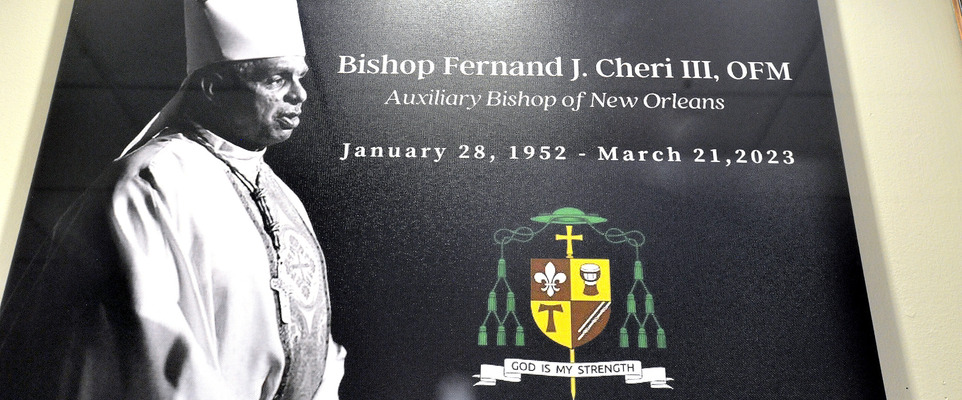 Bishop Fernand J. Cheri III, OFM
Auxiliary Bishop of New Orleans
January 28, 1952 - March 21,2023
GOD IS MY STRENGTH